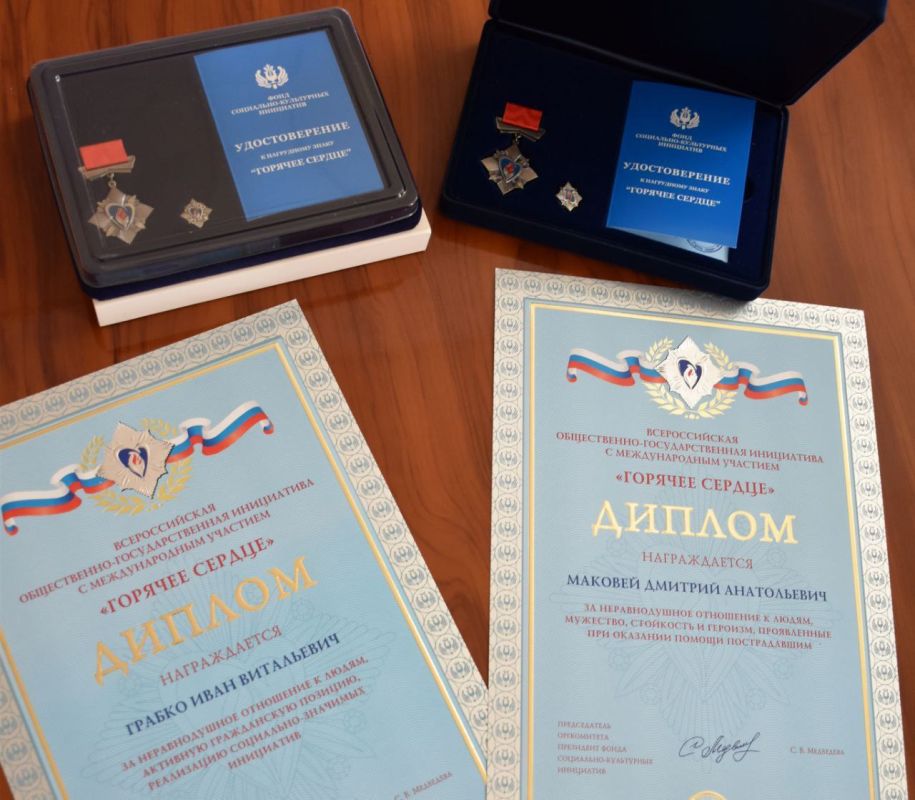 ФОНД
СОЦИАЛЬНО-КУЛЬТУРНЫХ
ИНИЦИАТИВ
УДОСТОВЕРЕНИЕ
К НАГРУДНОМУ ЗНАКУ
"ГОРЯЧЕЕ СЕРДЦЕ"
ФОНД
СОЦИАЛЬНО-КУЛЬТУРНЫХ
ИНИЦИАТИВ
УДОСТОВЕРЕНИЕ
К НАГРУДНОМУ ЗНАКУ
"ГОРЯЧЕЕ СЕРДЦЕ"
ВСЕРОССИЙСКАЯ
ОБЩЕСТВЕННО-ГОСУДАРСТВЕННАЯ ИНИЦИАТИВА
С МЕЖДУНАРОДНЫМ УЧАСТИЕМ
«ГОРЯЧЕЕ СЕРДЦЕ»
ДИПЛОМ
НАГРАЖДАЕТСЯ
ГРАБКО ИВАН ВИТАЛЬЕВИЧ
ЗА НЕРАВНОДУШНОЕ ОТНОШЕНИЕ К ЛЮДЯМ,
АКТИВНУЮ ГРАЖДАНСКУЮ ПОЗИЦИЮ,
РЕАЛИЗАЦИЮ СОЦИАЛЬНО-ЗНАЧИМЫХ
ИНИЦИАТИВ
С. В. МЕДВЕДЕВА
ВСЕРОССИЙСКАЯ
ОБЩЕСТВЕННО-ГОСУДАРСТВЕННАЯ ИНИЦИАТИВА
С МЕЖДУНАРОДНЫМ УЧАСТИЕМ
«ГОРЯЧЕЕ СЕРДЦЕ»
ДИПЛОМ
НАГРАЖДАЕТСЯ
МАКОВЕЙ ДМИТРИЙ АНАТОЛЬЕВИЧ
ЗА НЕРАВНОДУШНОЕ ОТНОШЕНИЕ К ЛЮДЯМ,
МУЖЕСТВО, СТОЙКОСТЬ И ГЕРОИЗМ, ПРОЯВЛЕННЫЕ
ПРИ ОКАЗАНИИ ПОМОЩИ ПОСТРАДАВШИМ
ПРЕДСЕДАТЕЛЬ
ОРГКОМИТЕТА
ПРЕЗИДЕНТ ФОНДА
СОЦИАЛЬНО-КУЛЬТУРНЫХ
ИНИЦИАТИВ
С. В. МЕДВЕДЕВА